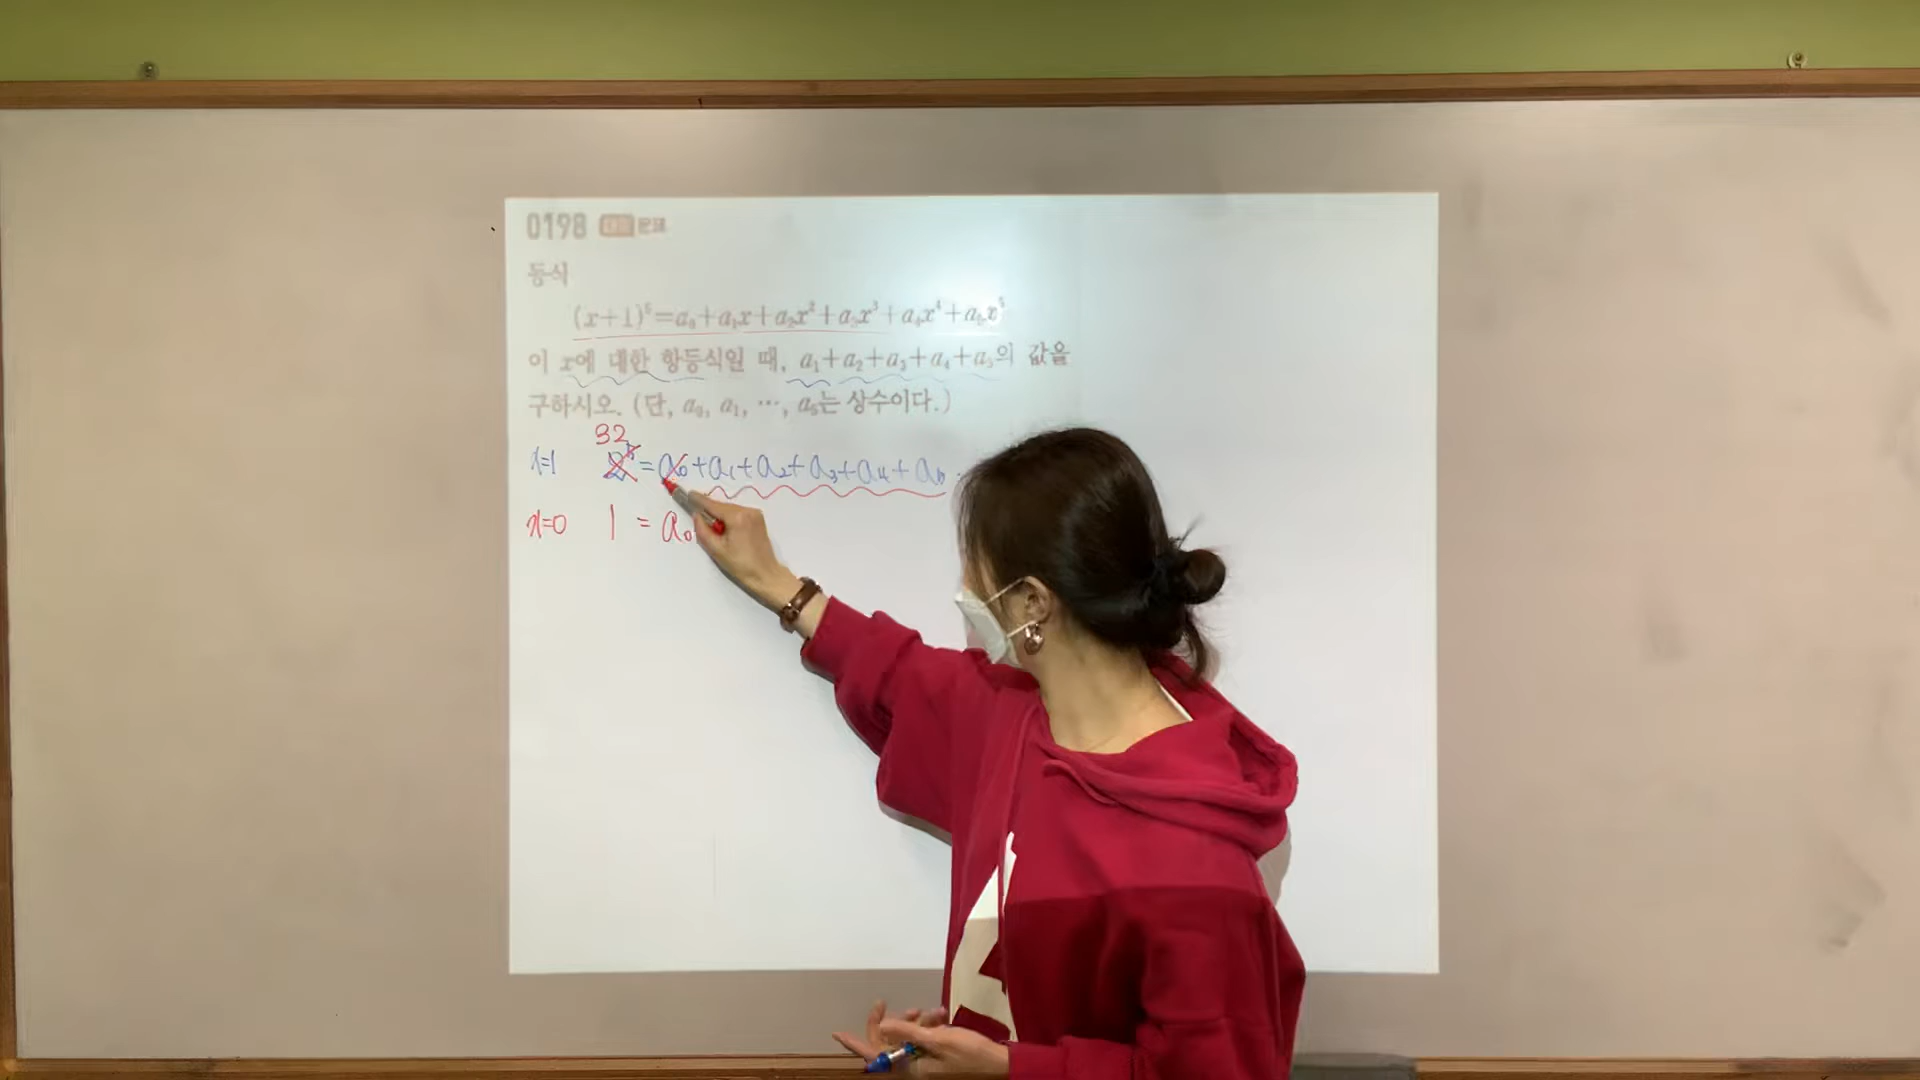 0198 대표 문제
등식
(x+1)⁵=a₀+a₁x+a₂x²+a₃x³+a₄x⁴+a₅x⁵
이 x에 대한 항등식일 때, a₁+a₂+a₃+a₄+a₅의 값을
구하시오. (단, a₀, a₁, …, a₅는 상수이다.)
32
x=1 2⁵=a₀+a₁+a₂+a₃+a₄+a₅
x=0 1 = a₀